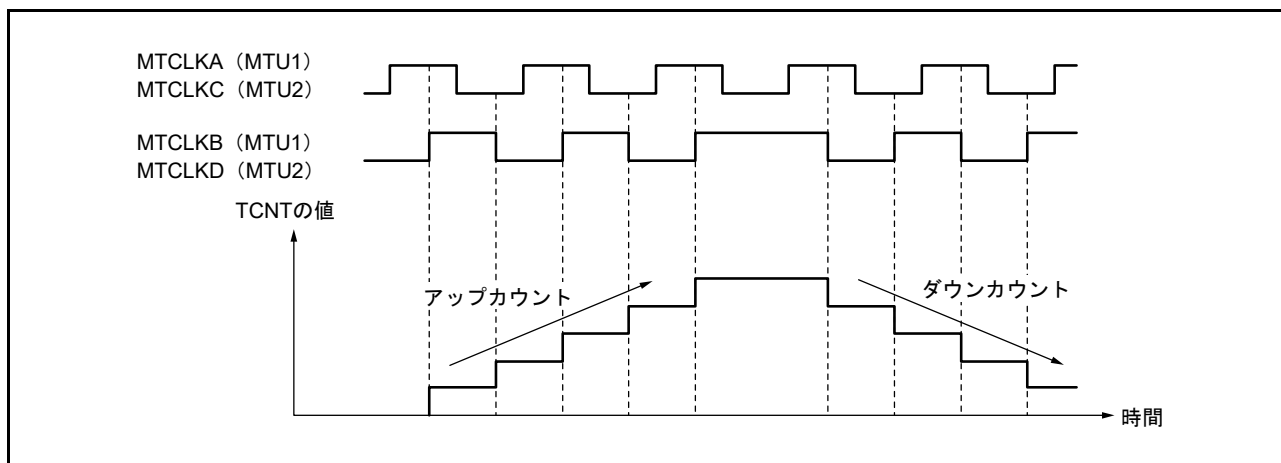 MTCLKA（MTU1）
MTCLKC（MTU2）
MTCLKB（MTU1）
MTCLKD（MTU2）
TCNTの値
アップカウント
ダウンカウント
時間